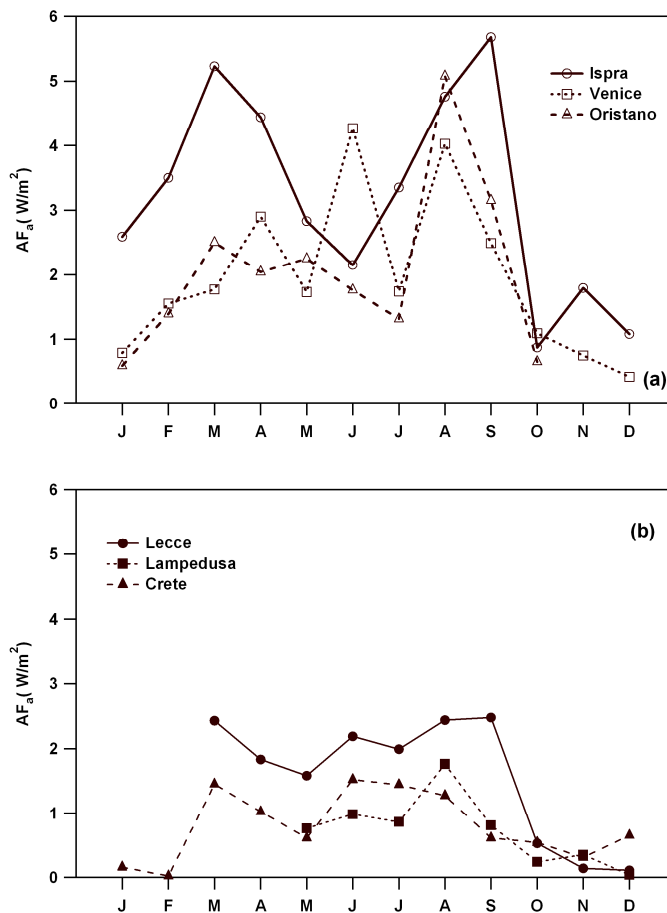 6
5
4
3
2
1
0
AFa( W/m2)
Ispra
Venice
Oristano
(a)
J F M A M J J A S O N D
6
5
4
3
2
1
0
AFa( W/m2)
(b)
Lecce
Lampedusa
Crete
J F M A M J J A S O N D